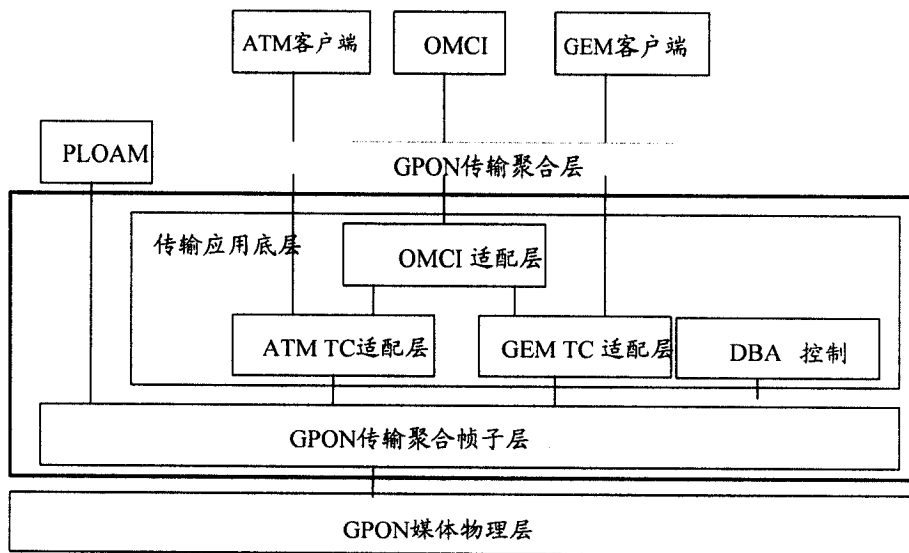 ATM客户端
OMCI
GEM客户端
PLOAM
GPON传输聚合层
传输应用底层
OMCI 适配层
ATM TC适配层
GEM TC 适配层
DBA 控制
GPON传输聚合帧子层
GPON媒体物理层